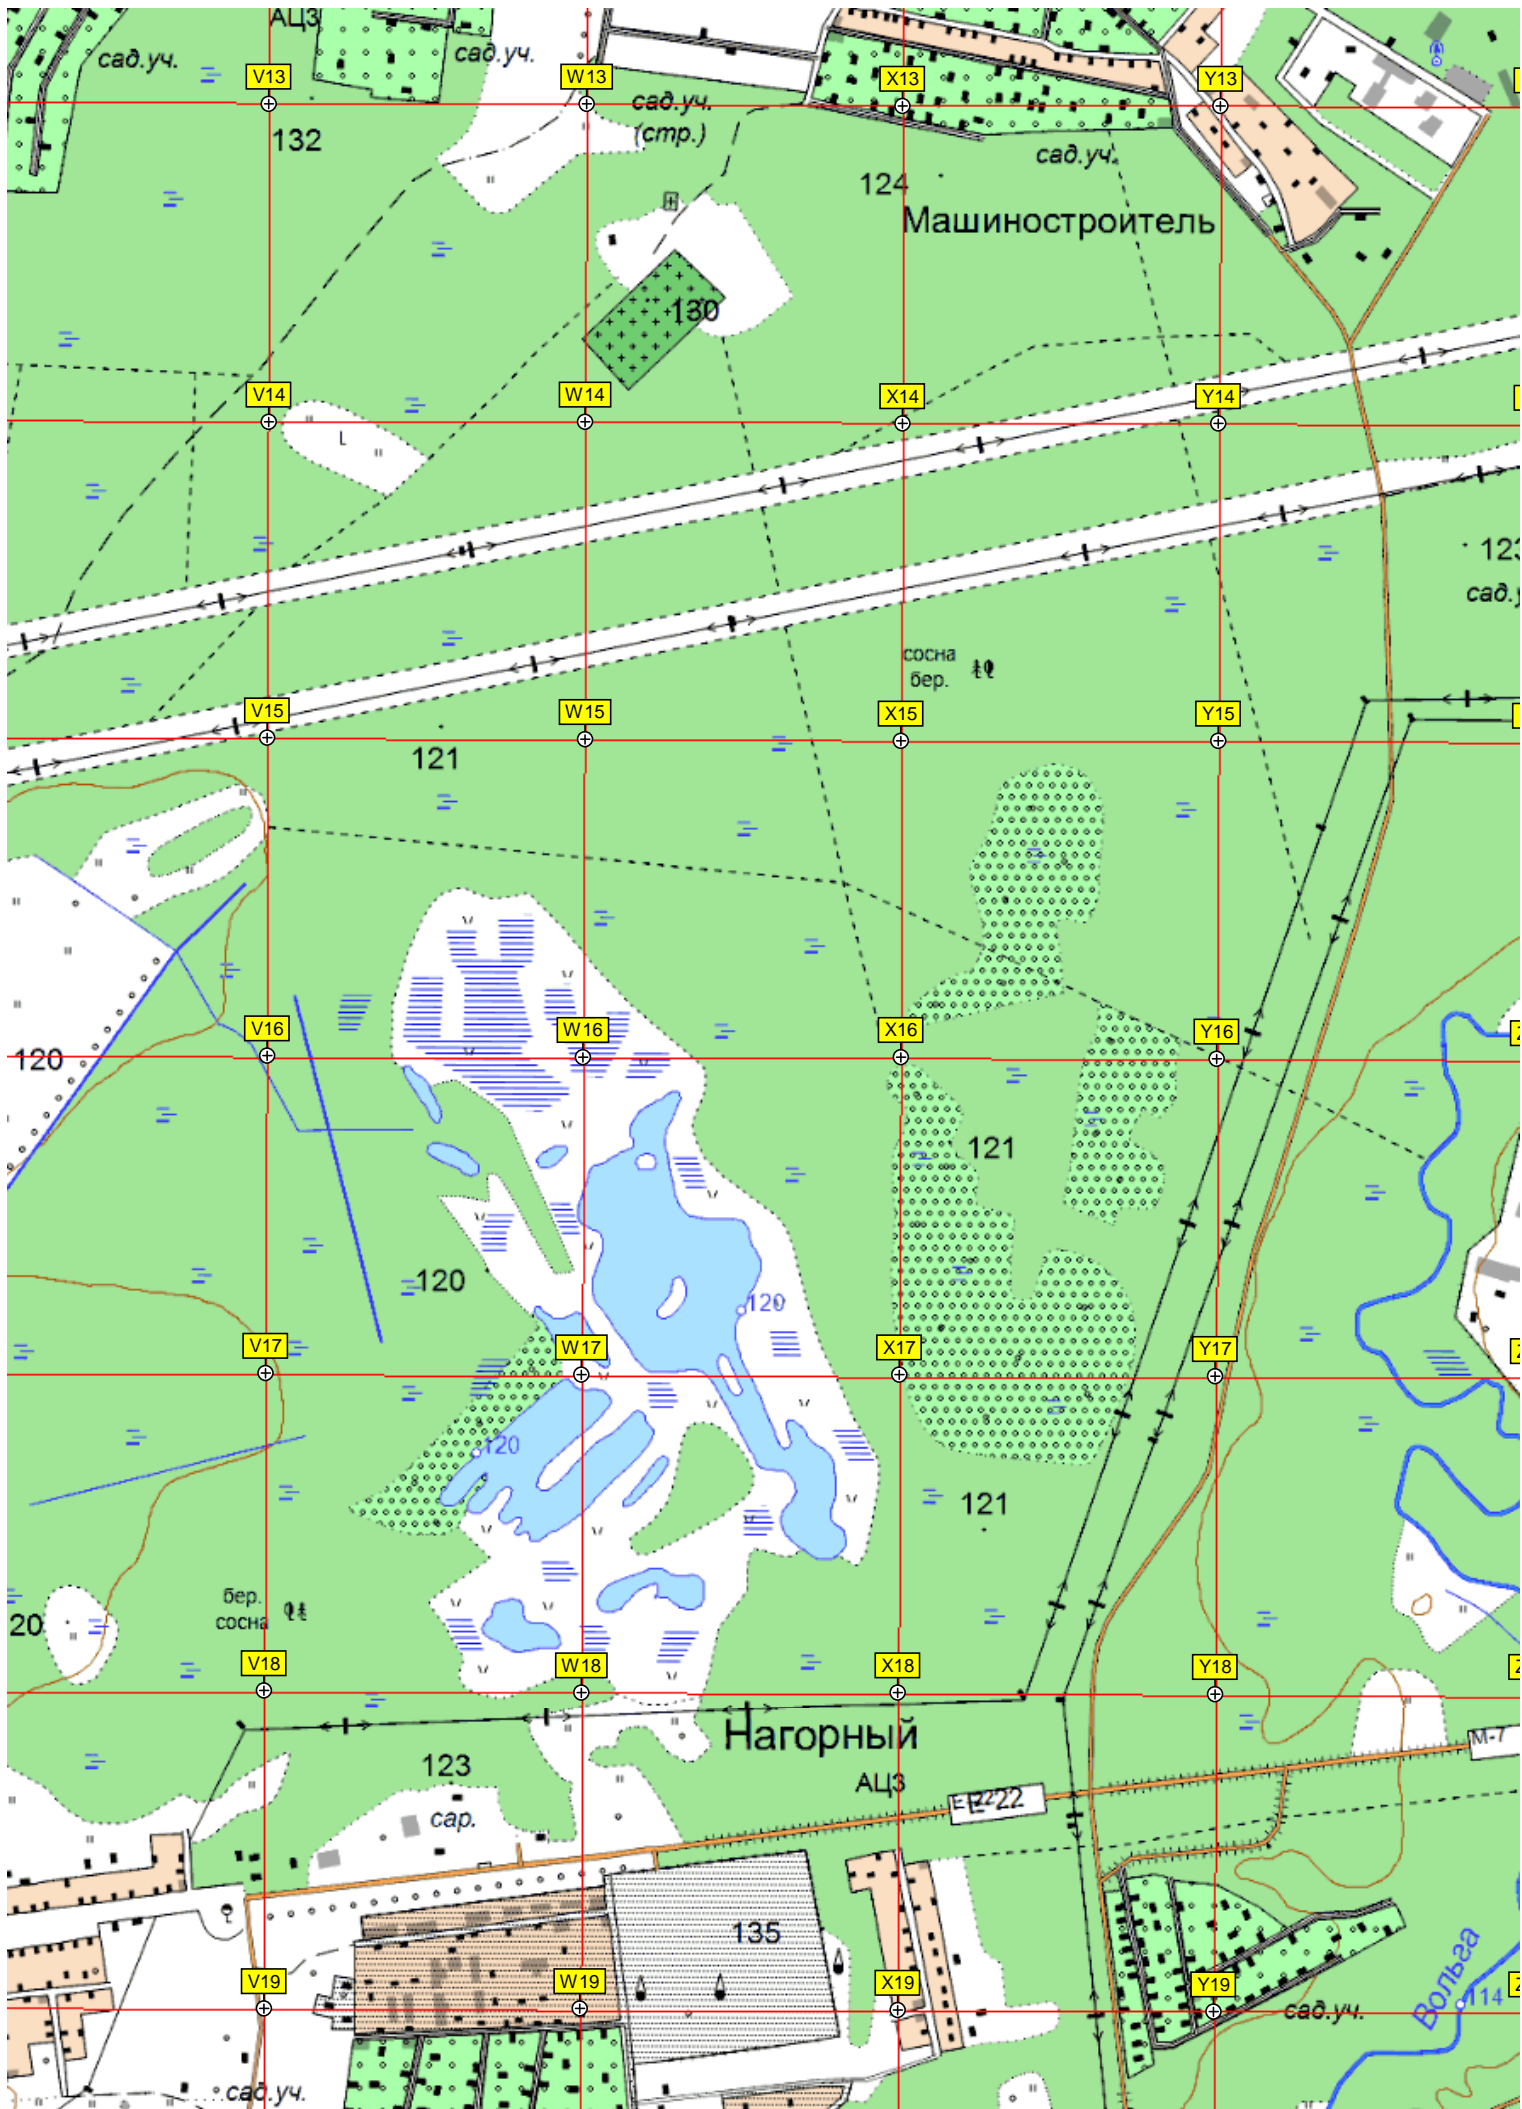 АЦЗ
сад.уч.
сад.уч.
V13
W13
X13
Y13
сад.уч.
(стр.)
132
сад.уч.
124
Машиностроитель
130
V14
W14
X14
Y14
123
сад.у
сосна
бер.
V15
W15
X15
Y15
121
V16
W16
X16
Y16
Z
120
121
120
120
V17
W17
X17
Y17
Z
120
121
бер.
сосна
20
V18
W18
X18
Y18
Z
Нагорный
М-7
123
АЦЗ
Е-22
сар.
135
Вольга
V19
W19
X19
Y19
Z
114
сад.уч.
сад.уч.